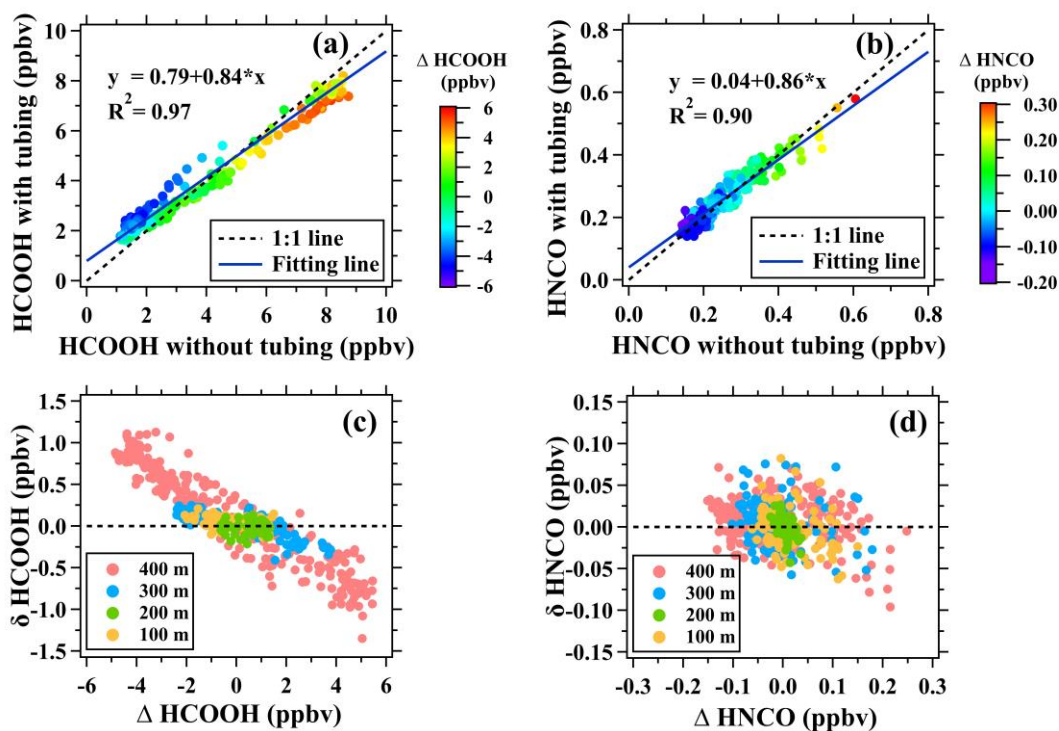 (a)
Δ HCOOH
(ppbv)
y = 0.79+0.84*x
R2= 0.97
HCOOH with tubing (ppbv)
10
8
6
4
2
0
1:1 line
Fitting line
6
4
2
0
-2
-4
-6
0 2 4 6 8 10
HCOOH without tubing (ppbv)
(b)
Δ HNCO
(ppbv)
y = 0.04+0.86*x
R2= 0.90
HNCO with tubing (ppbv)
0.8
0.6
0.4
0.2
0.0
1:1 line
Fitting line
0.30
0.20
0.10
0.00
-0.10
-0.20
0.0 0.2 0.4 0.6 0.8
HNCO without tubing (ppbv)
(c)
δ HCOOH (ppbv)
1.5
1.0
0.5
0.0
-0.5
-1.0
-1.5
400 m
300 m
200 m
100 m
-6 -4 -2 0 2 4 6
Δ HCOOH (ppbv)
(d)
δ HNCO (ppbv)
0.15
0.10
0.05
0.00
-0.05
-0.10
-0.15
400 m
300 m
200 m
100 m
-0.3 -0.2 -0.1 0.0 0.1 0.2 0.3
Δ HNCO (ppbv)